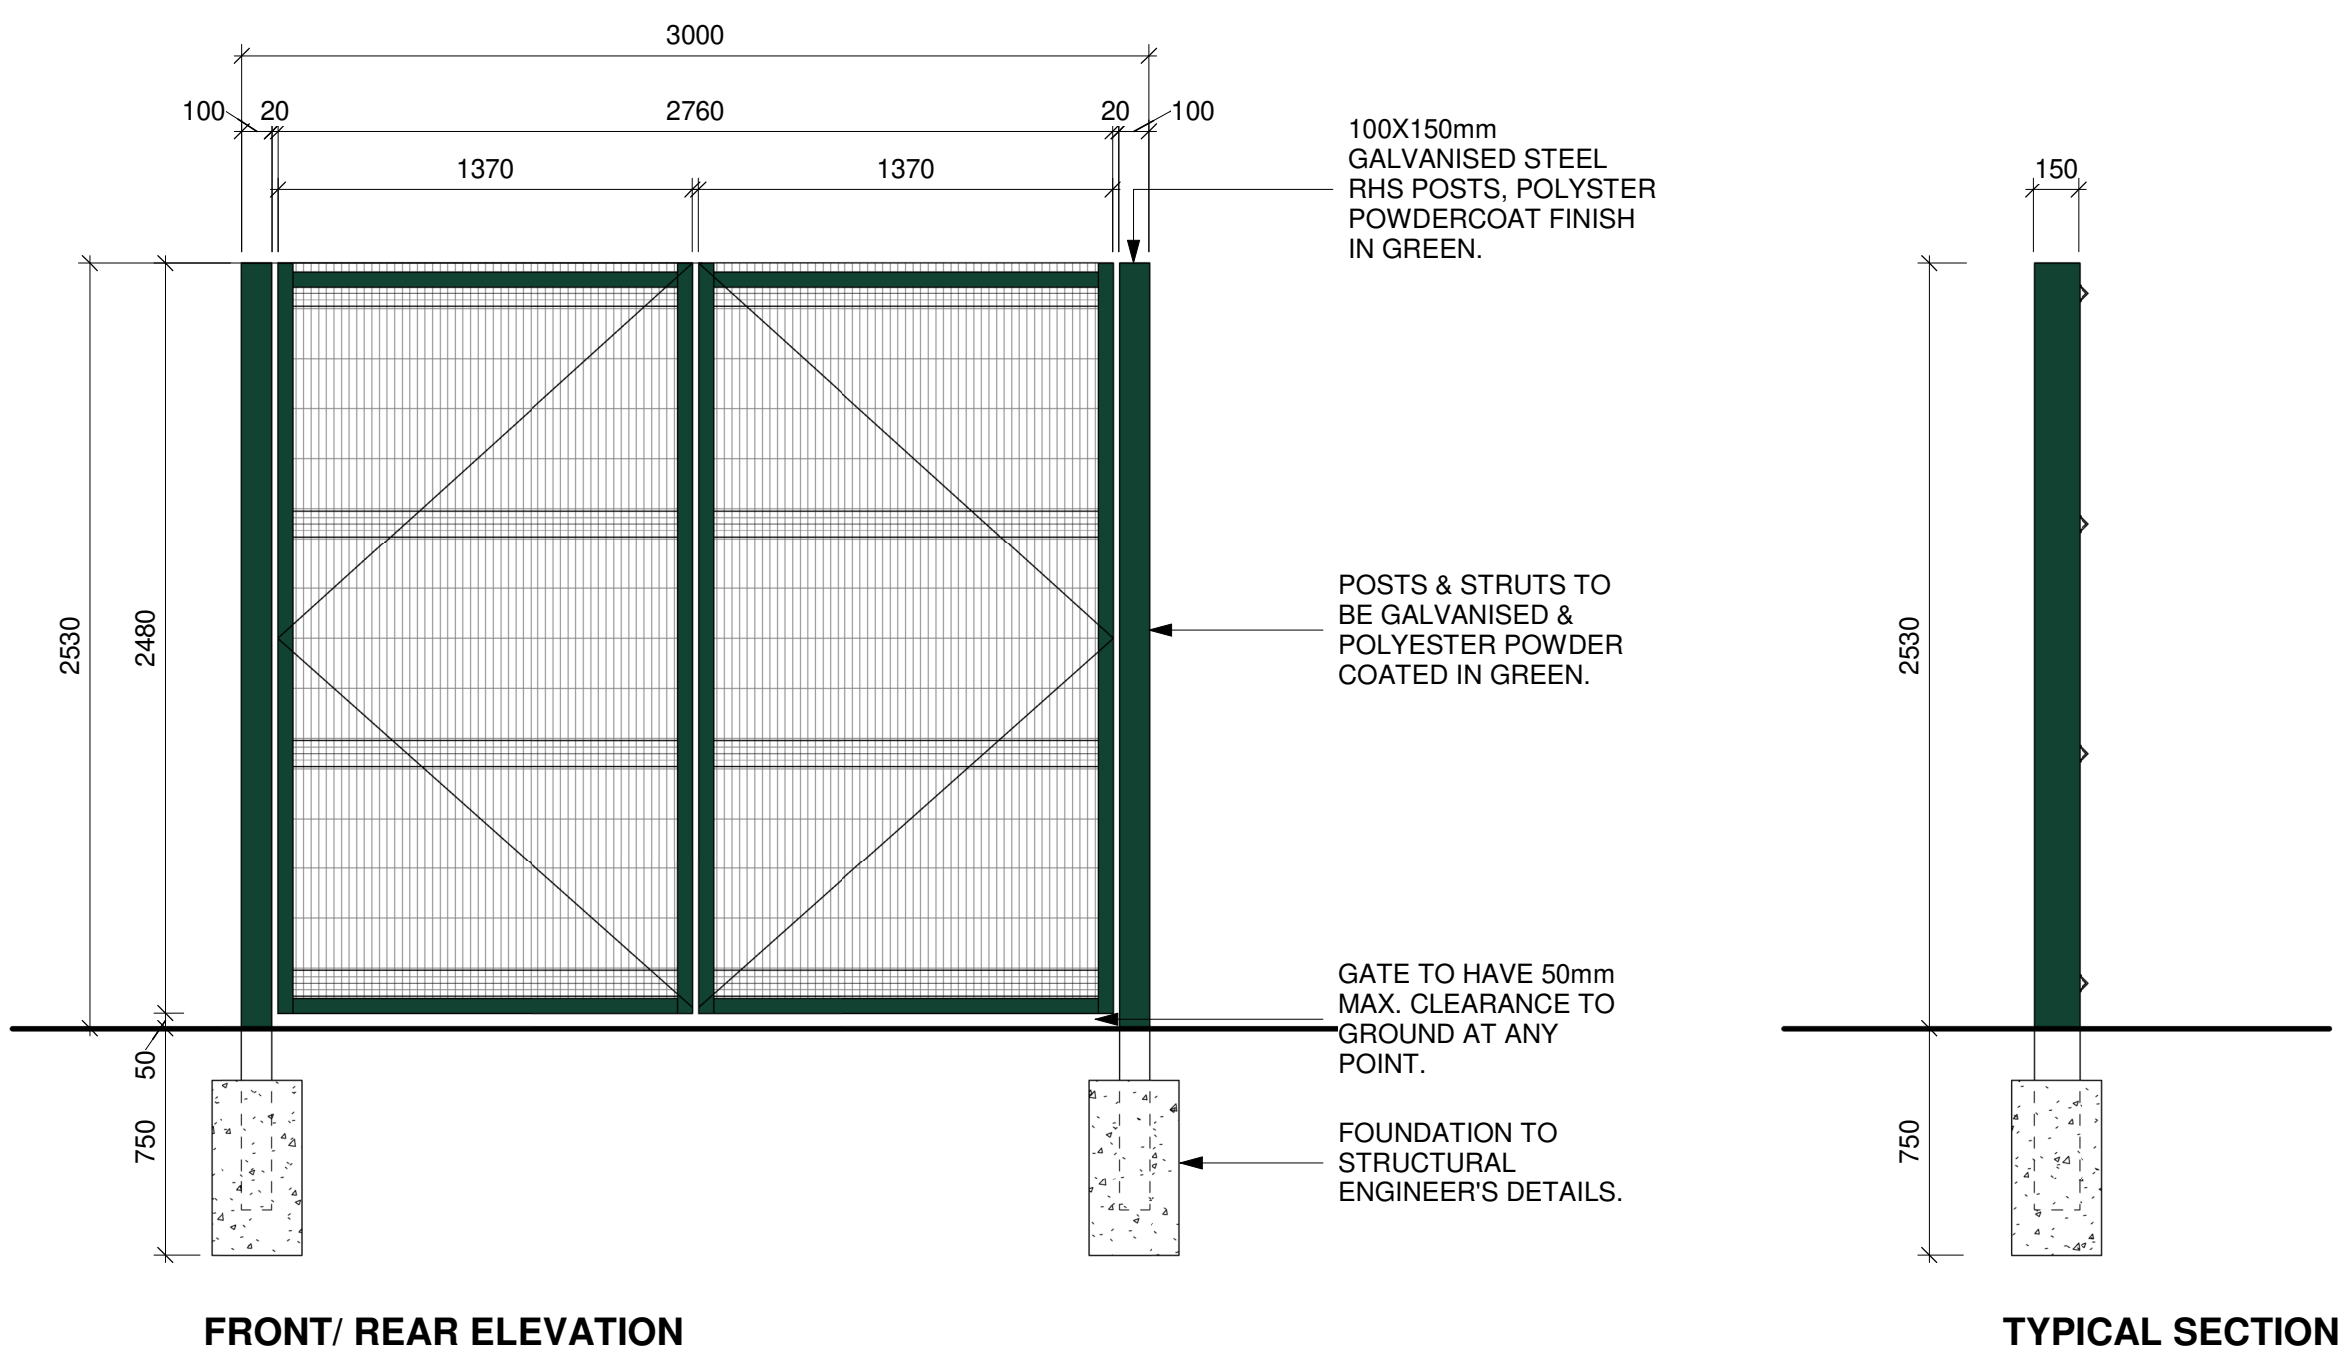 3000
100 20 2760 20 100
1370 1370
100X150mm
GALVANISED STEEL
RHS POSTS, POLYSTER
POWDERCOAT FINISH
IN GREEN.
150
2530
2480
POSTS & STRUTS TO
BE GALVANISED &
POLYESTER POWDER
COATED IN GREEN.
2530
GATE TO HAVE 50mm
MAX. CLEARANCE TO
GROUND AT ANY
POINT.
50
750
FOUNDATION TO
STRUCTURAL
ENGINEER'S DETAILS.
750
FRONT/ REAR ELEVATION
TYPICAL SECTION